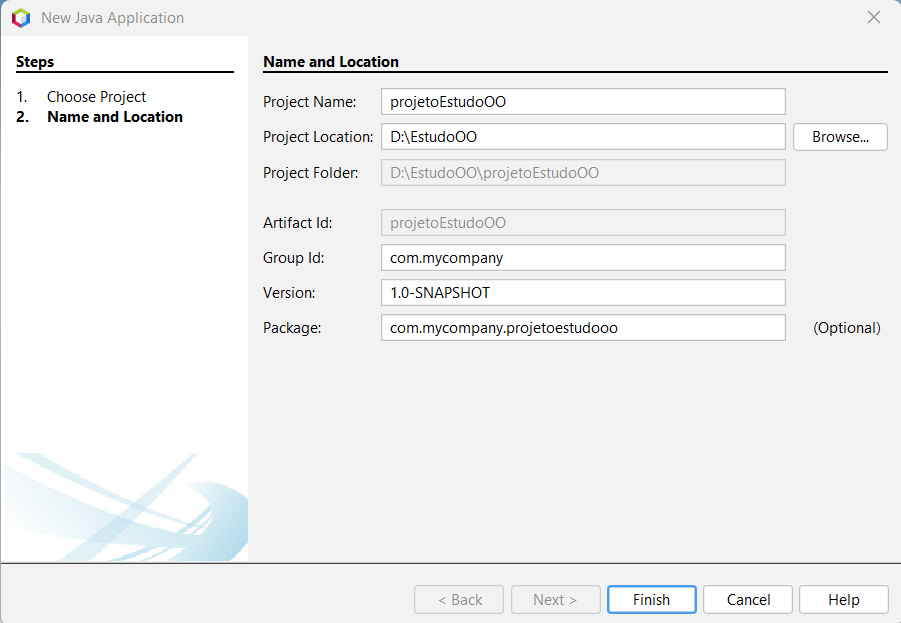 New Java Application
Steps
1. Choose Project
2. Name and Location
Name and Location
Project Name: projetoEstudoOO
Project Location: D:\EstudoOO Browse...
Project Folder: D:\EstudoOO\projetoEstudoOO
Artifact Id: projetoEstudoOO
Group Id: com.mycompany
Version: 1.0-SNAPSHOT
Package: com.mycompany.projetoestudooo (Optional)
< Back Next > Finish Cancel Help